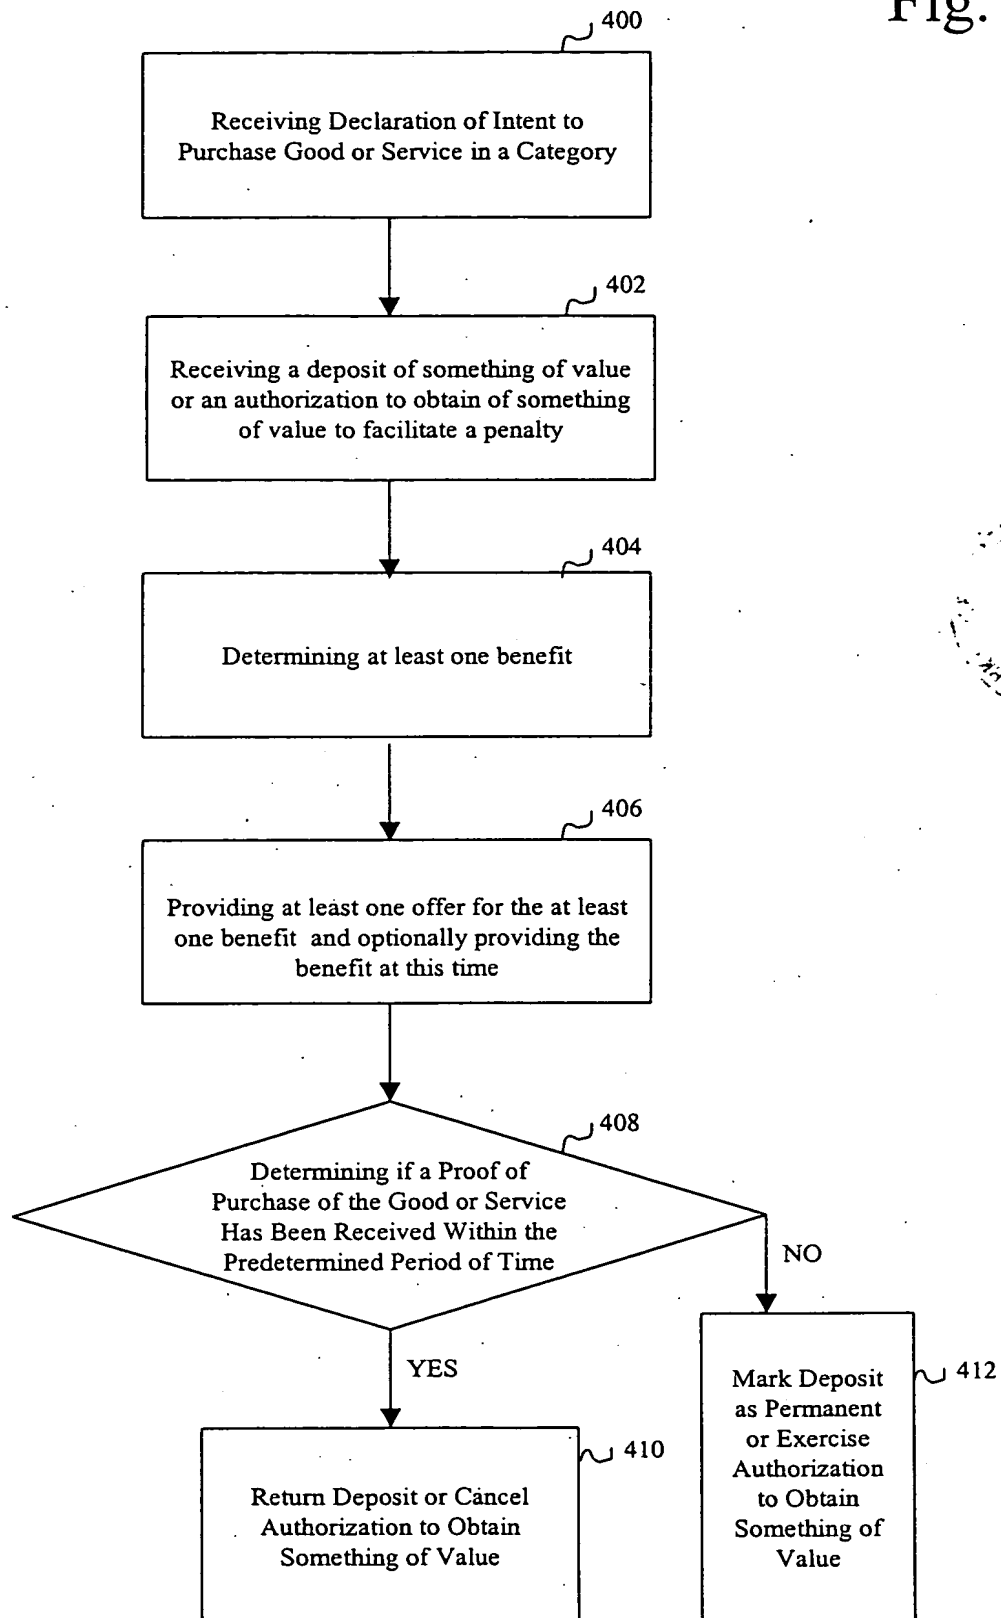 Fig.
400
Receiving Declaration of Intent to
Purchase Good or Service in a Category
402
Receiving a deposit of something of value
or an authorization to obtain of something
of value to facilitate a penalty
404
Determining at least one benefit
406
Providing at least one offer for the at least
one benefit and optionally providing the
benefit at this time
408
Determining if a Proof of
Purchase of the Good or Service
Has Been Received Within the
Predetermined Period of Time
NO
YES
412
Mark Deposit
as Permanent
or Exercise
Authorization
to Obtain
Something of
Value
410
Return Deposit or Cancel
Authorization to Obtain
Something of Value